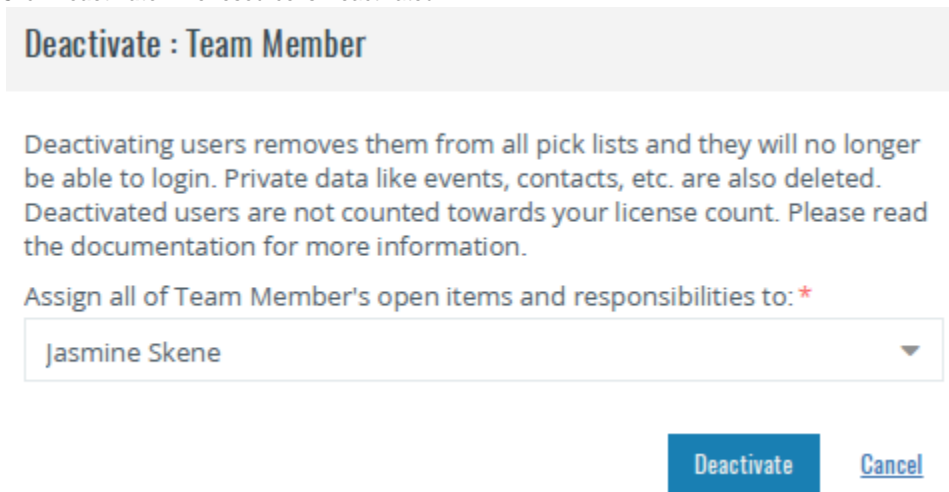 Deactivate : Team Member
Deactivating users removes them from all pick lists and they will no longer
be able to login. Private data like events, contacts, etc. are also deleted.
Deactivated users are not counted towards your license count. Please read
the documentation for more information.
Assign all of Team Member's open items and responsibilities to: *
Jasmine Skene
Deactivate Cancel